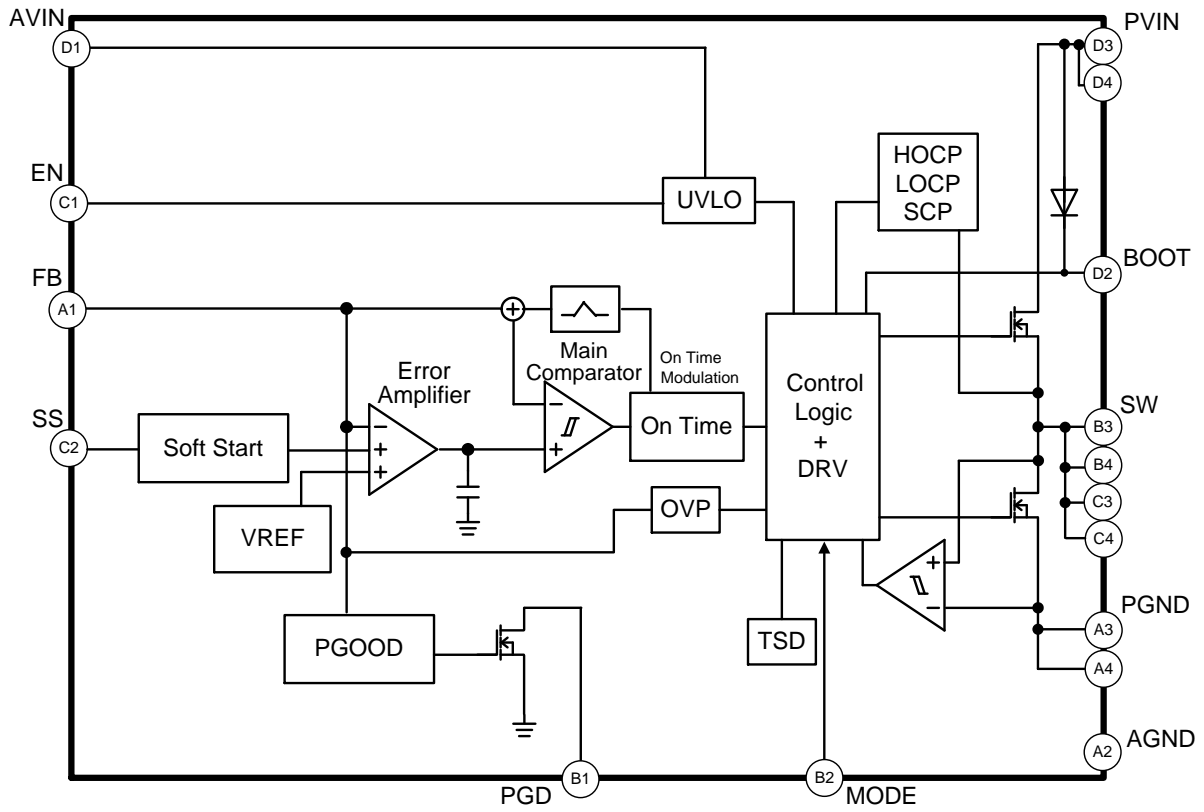 AVIN
D1
PVIN
D3
D4
EN
C1
UVLO
HOCP
LOCP
SCP
BOOT
D2
FB
A1
+
Main
Comparator
On Time
Modulation
Error
Amplifier
−
On Time
Control
Logic
+
DRV
SW
B3
B4
C3
C4
SS
C2
Soft Start
−
+
+
+
VREF
OVP
+
−
PGND
A3
A4
PGOOD
TSD
AGND
A2
B1
PGD
B2
MODE